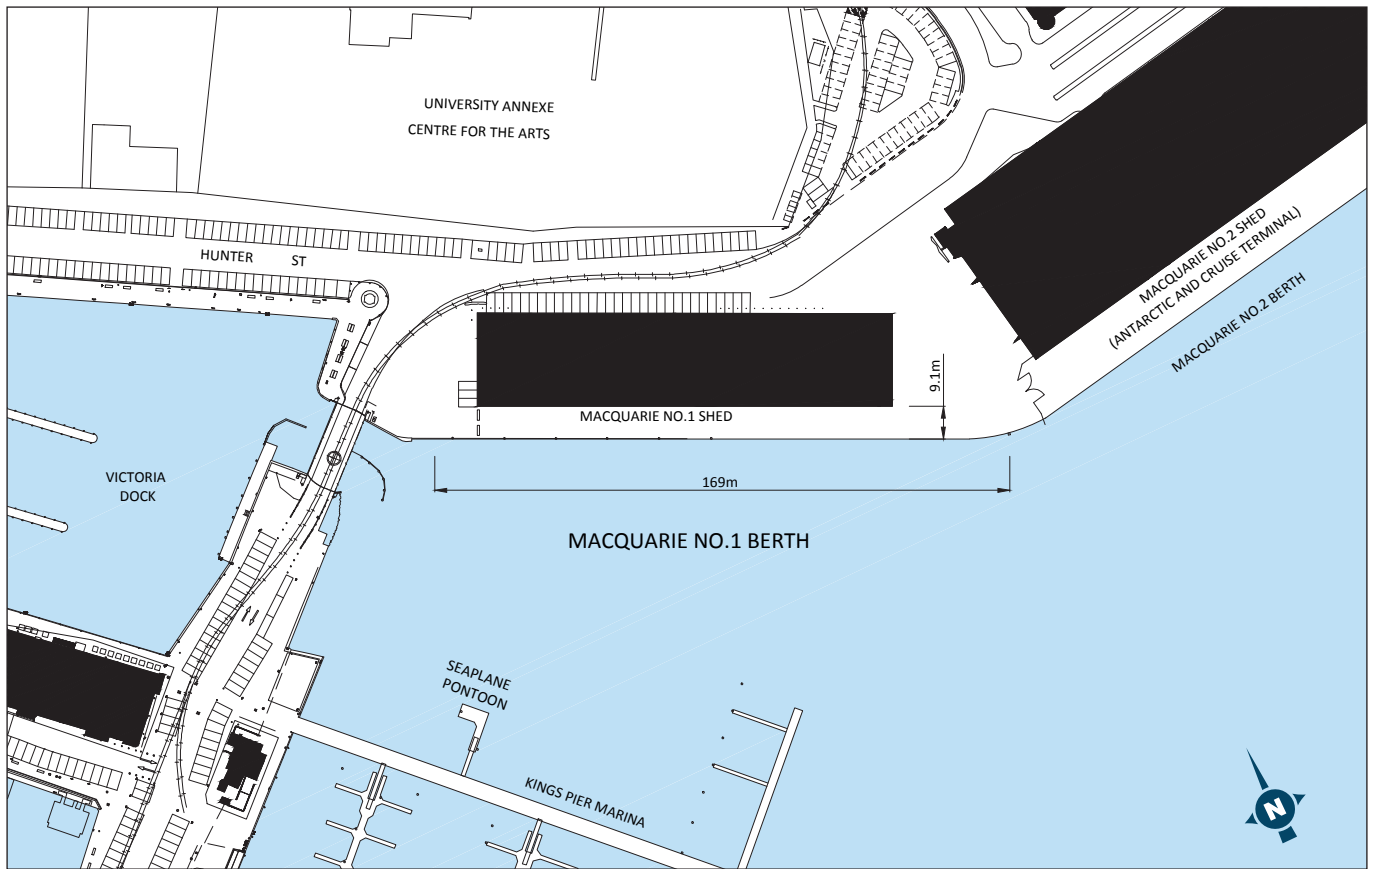 UNIVERSITY ANNEXE
CENTRE FOR THE ARTS
HUNTER ST
MACQUARIE NO.2 SHED
(ANTARCTIC AND CRUISE TERMINAL)
MACQUARIE NO.2 BERTH
9.1m
MACQUARIE NO.1 SHED
VICTORIA
DOCK
169m
MACQUARIE NO.1 BERTH
SEAPLANE
PONTOON
KINGS PIER MARINA
N